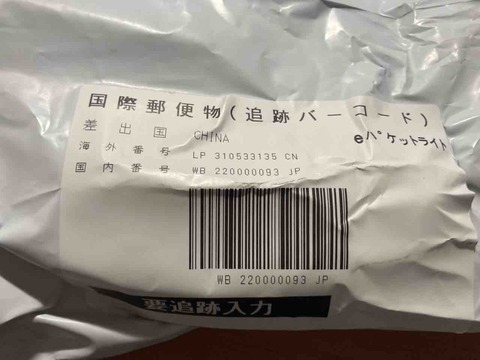 国際郵便物(追跡バーコード)
差出国 CHINA eパケットライト
海外番号 LP 310533135 CN
国内番号 WB 220000093 JP
WB 220000093 JP
要追跡入力